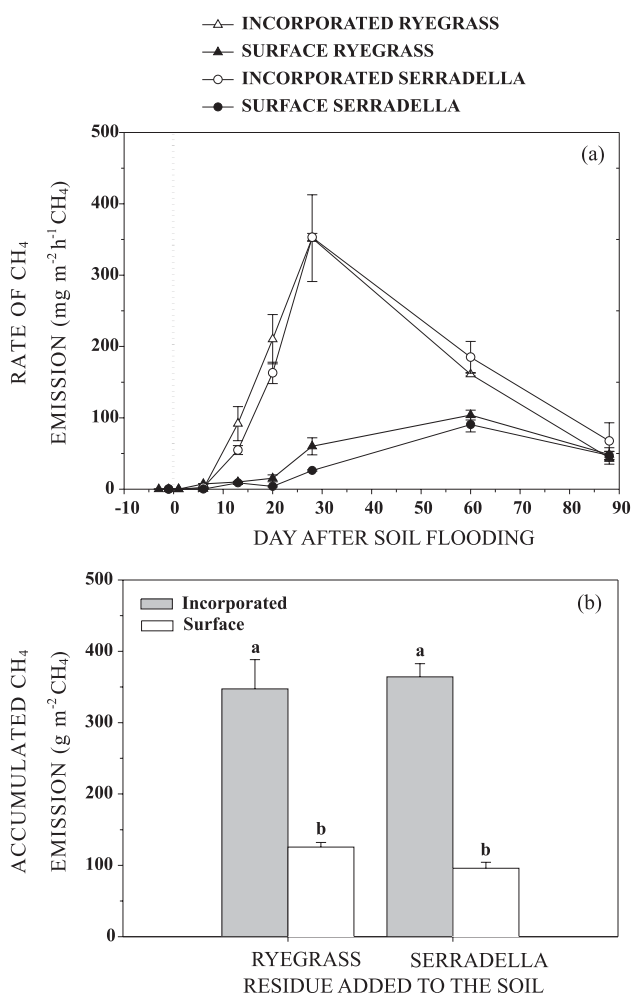 INCORPORATED RYEGRASS
SURFACE RYEGRASS
INCORPORATED SERRADELLA
SURFACE SERRADELLA
(a)
RATE OF CH₄
EMISSION (mg m⁻² h⁻¹ CH₄)
500
400
300
200
100
0
-10 0 10 20 30 40 50 60 70 80 90
DAY AFTER SOIL FLOODING
(b)
Incorporated
Surface
ACCUMULATED CH₄
EMISSION (g m⁻² CH₄)
500
400
300
200
100
0
a
b
a
b
RYEGRASS SERRADELLA
RESIDUE ADDED TO THE SOIL